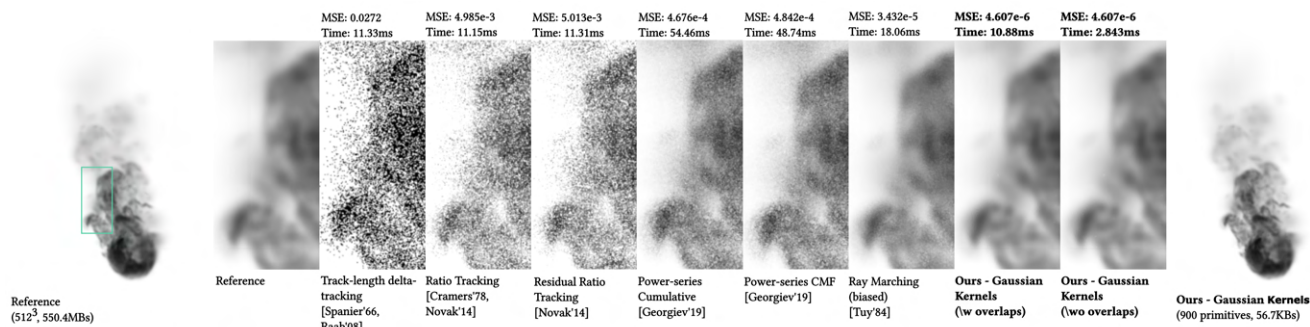 MSE: 0.0272
Time: 11.33ms
MSE: 4.985e-3
Time: 11.15ms
MSE: 5.013e-3
Time: 11.31ms
MSE: 4.676e-4
Time: 54.46ms
MSE: 4.842e-4
Time: 48.74ms
MSE: 3.432e-5
Time: 18.06ms
MSE: 4.607e-6
Time: 10.88ms
MSE: 4.607e-6
Time: 2.843ms
Reference
(512³, 550.4MBs)
Reference
Track-length delta-
tracking
[Spanier'66,
Raab'08]
Ratio Tracking
[Cramers'78,
Novak'14]
Residual Ratio
Tracking
[Novak'14]
Power-series
Cumulative
[Georgiev'19]
Power-series CMF
[Georgiev'19]
Ray Marching
(biased)
[Tuy'84]
Ours - Gaussian
Kernels
(\w overlaps)
Ours - Gaussian
Kernels
(\wo overlaps)
Ours - Gaussian Kernels
(900 primitives, 56.7KBs)